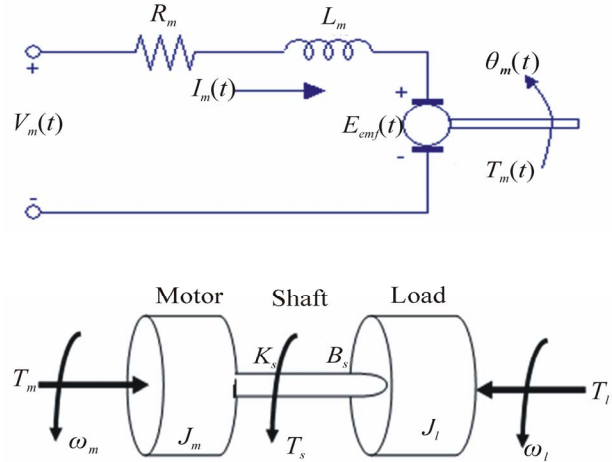 R_m
L_m
I_m(t)
θ_m(t)
+
+
V_m(t)
E_emf(t)
-
-
T_m(t)
Motor
Shaft
Load
K_s
B_s
T_m
T_l
ω_m
J_m
T_s
J_l
ω_l